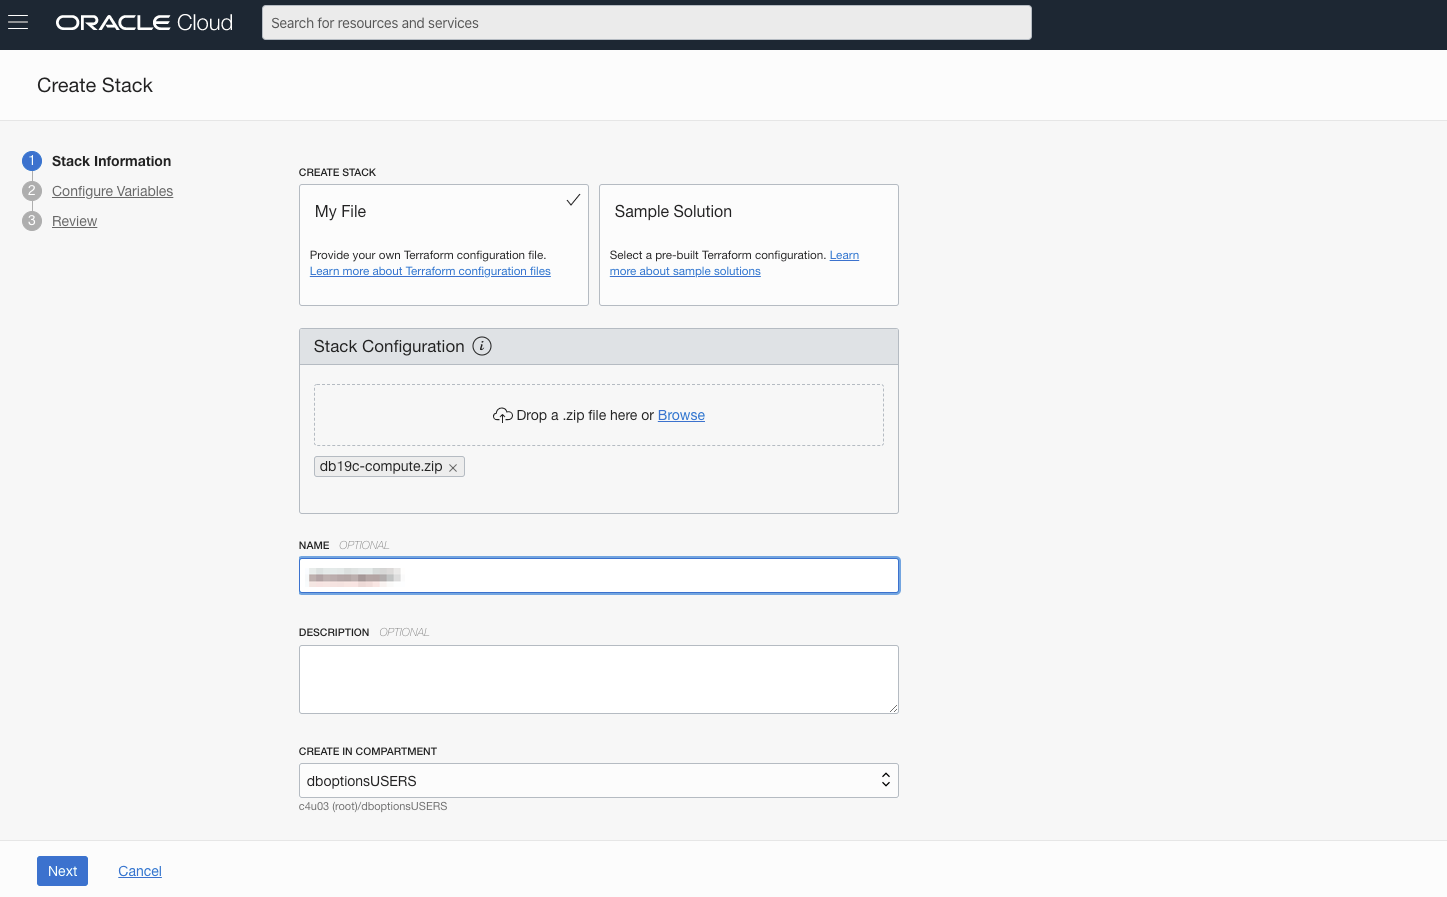 ORACLE Cloud
Search for resources and services
Create Stack
1 Stack Information
2 Configure Variables
3 Review
CREATE STACK
My File
Provide your own Terraform configuration file.
Learn more about Terraform configuration files
Sample Solution
Select a pre-built Terraform configuration. Learn
more about sample solutions
Stack Configuration i
Drop a .zip file here or Browse
db19c-compute.zip ×
NAME OPTIONAL
DESCRIPTION OPTIONAL
CREATE IN COMPARTMENT
dboptionsUSERS
c4u03 (root)/dboptionsUSERS
Next Cancel